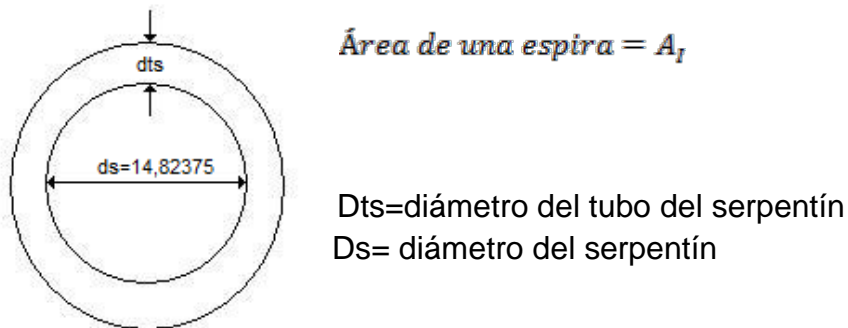 Área de una espira = A_I
dts
ds=14,82375
Dts=diámetro del tubo del serpentín
Ds= diámetro del serpentín